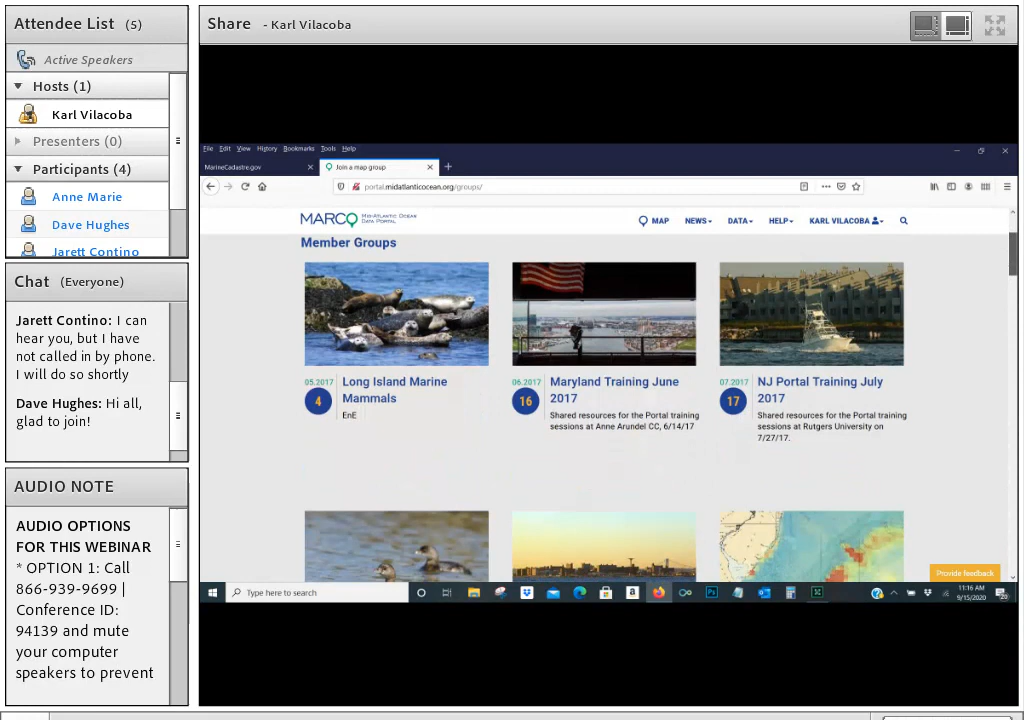 Attendee List (5)
Active Speakers
Hosts (1)
Karl Vilacoba
Presenters (0)
Participants (4)
Anne Marie
Dave Hughes
Jarett Contino
Chat (Everyone)
Jarett Contino: I can
hear you, but I have
not called in by phone.
I will do so shortly
Dave Hughes: Hi all,
glad to join!
AUDIO NOTE
AUDIO OPTIONS
FOR THIS WEBINAR
* OPTION 1: Call
866-939-9699 |
Conference ID:
94139 and mute
your computer
speakers to prevent
Share - Karl Vilacoba
File Edit View History Bookmarks Tools Help
MarineCadastre.gov
Join a map group
portal.midatlanticocean.org/groups/
MARCO MID-ATLANTIC OCEAN
DATA PORTAL
MAP NEWS DATA HELP KARL VILACOBA
Member Groups
05.2017
4
Long Island Marine
Mammals
EnE
06.2017
16
Maryland Training June
2017
Shared resources for the Portal training
sessions at Anne Arundel CC, 6/14/17
07.2017
17
NJ Portal Training July
2017
Shared resources for the Portal training
sessions at Rutgers University on
7/27/17.
Provide feedback
Type here to search
11:16 AM
9/15/2020